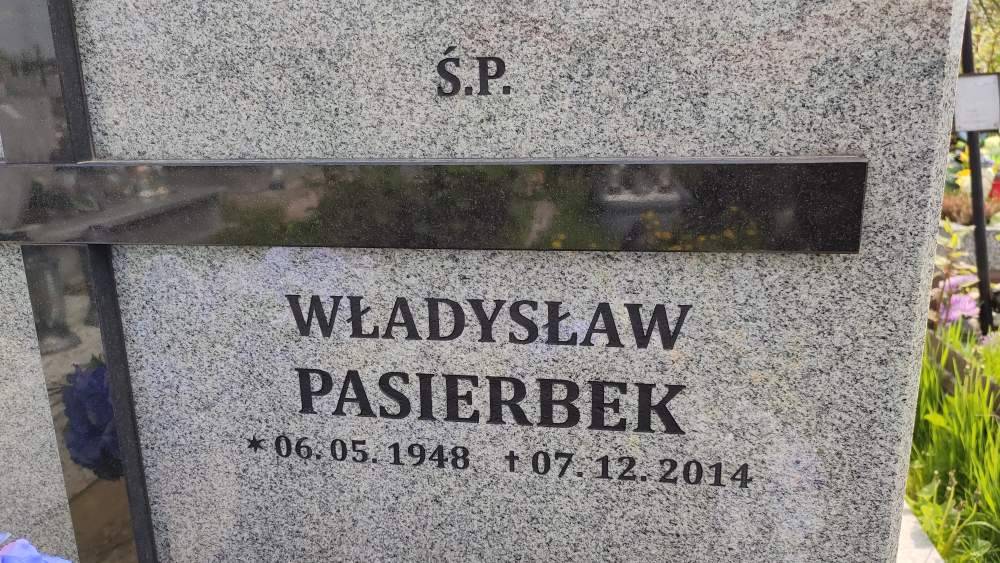 Ś.P.
WŁADYSŁAW
PASIERBEK
✶06.05.1948 †07.12.2014